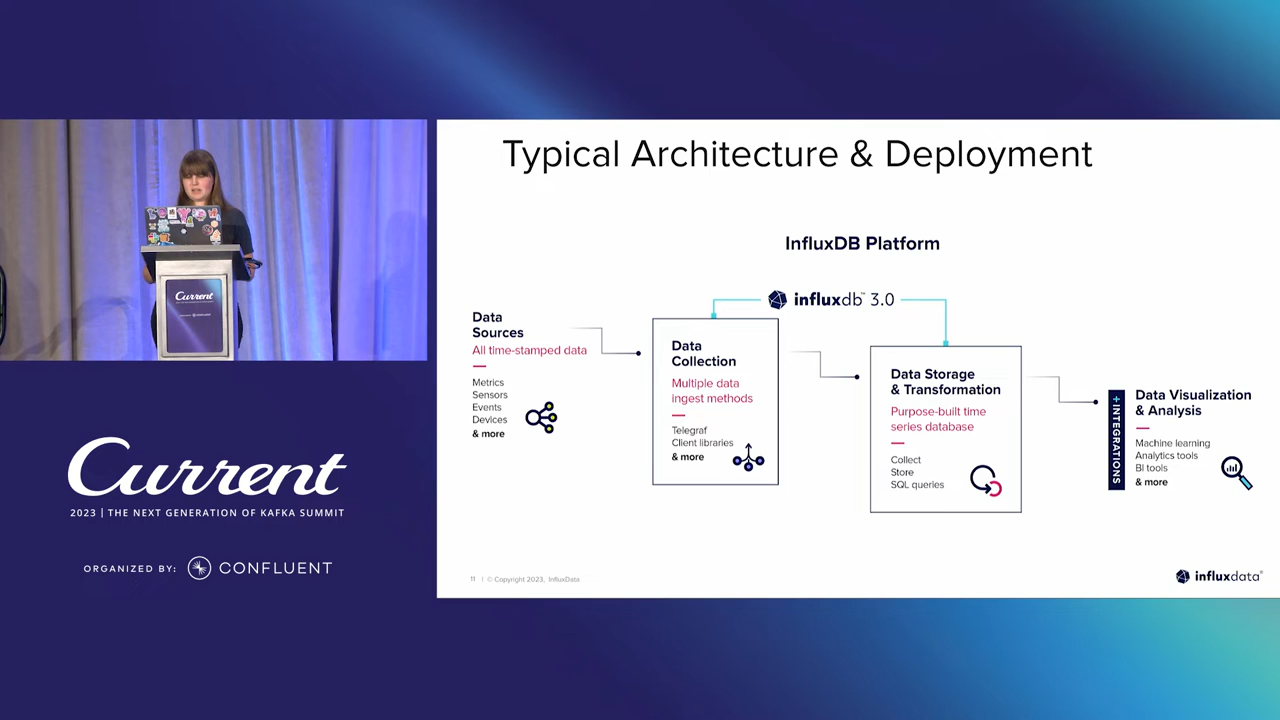 Typical Architecture & Deployment
InfluxDB Platform
influxdb™ 3.0
Data
Sources
All time-stamped data
Metrics
Sensors
Events
Devices
& more
Data
Collection
Multiple data
ingest methods
Telegraf
Client libraries
& more
Data Storage
& Transformation
Purpose-built time
series database
Collect
Store
SQL queries
+INTEGRATIONS
Data Visualization
& Analysis
Machine learning
Analytics tools
BI tools
& more
11 | © Copyright 2023, InfluxData
influxdata®
Current
Current
2023 | THE NEXT GENERATION OF KAFKA SUMMIT
ORGANIZED BY: CONFLUENT